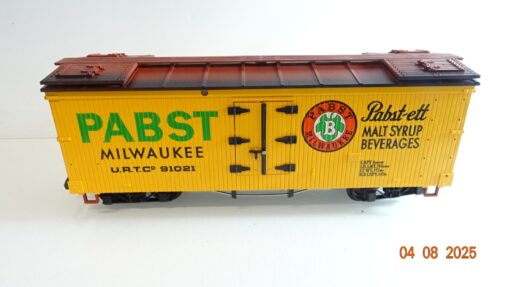 PABST
MILWAUKEE
U.R.T.Co 91021
PABST
B
MILWAUKEE
Pabst-ett
MALT SYRUP
BEVERAGES
04 08 2025